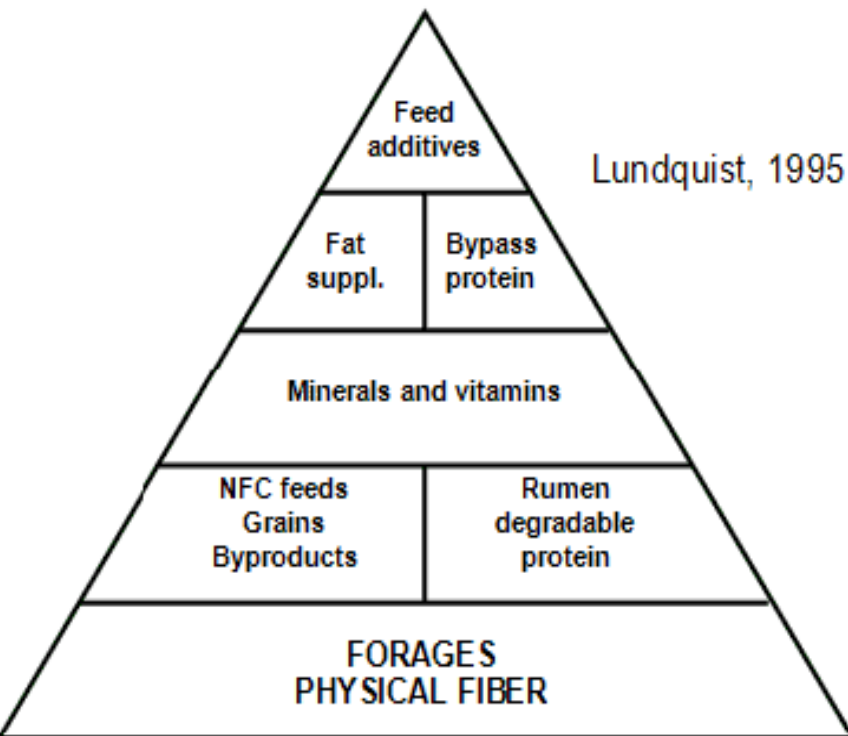 Feed
additives
Lundquist, 1995
Fat
suppl.
Bypass
protein
Minerals and vitamins
NFC feeds
Grains
Byproducts
Rumen
degradable
protein
FORAGES
PHYSICAL FIBER